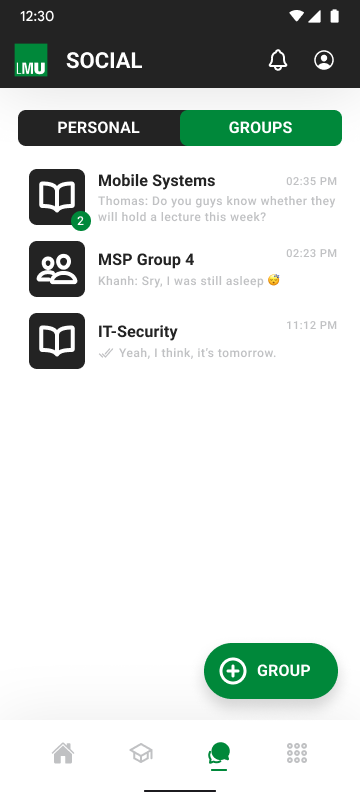 12:30
LMU
SOCIAL
PERSONAL
GROUPS
Mobile Systems
02:35 PM
Thomas: Do you guys know whether they
will hold a lecture this week?
2
MSP Group 4
02:23 PM
Khanh: Sry, I was still asleep 😴
IT-Security
11:12 PM
Yeah, I think, it's tomorrow.
GROUP